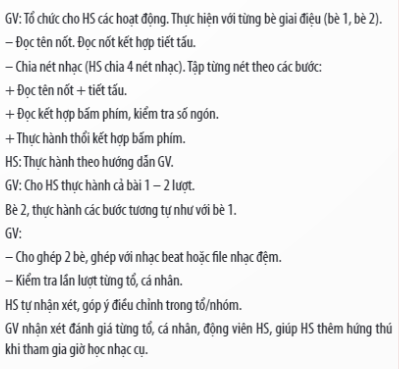 GV: Tổ chức cho HS các hoạt động. Thực hiện với từng bè giai điệu (bè 1, bè 2).
– Đọc tên nốt. Đọc nốt kết hợp tiết tấu.
– Chia nét nhạc (HS chia 4 nét nhạc). Tập từng nét theo các bước:
+ Đọc tên nốt + tiết tấu.
+ Đọc kết hợp bấm phím, kiểm tra số ngón.
+ Thực hành thổi kết hợp bấm phím.
HS: Thực hành theo hướng dẫn GV.
GV: Cho HS thực hành cả bài 1 – 2 lượt.
Bè 2, thực hành các bước tương tự như với bè 1.
GV:
– Cho ghép 2 bè, ghép với nhạc beat hoặc file nhạc đệm.
– Kiểm tra lần lượt từng tổ, cá nhân.
HS tự nhận xét, góp ý điều chỉnh trong tổ/nhóm.
GV nhận xét đánh giá từng tổ, cá nhân, động viên HS, giúp HS thêm hứng thú
khi tham gia giờ học nhạc cụ.